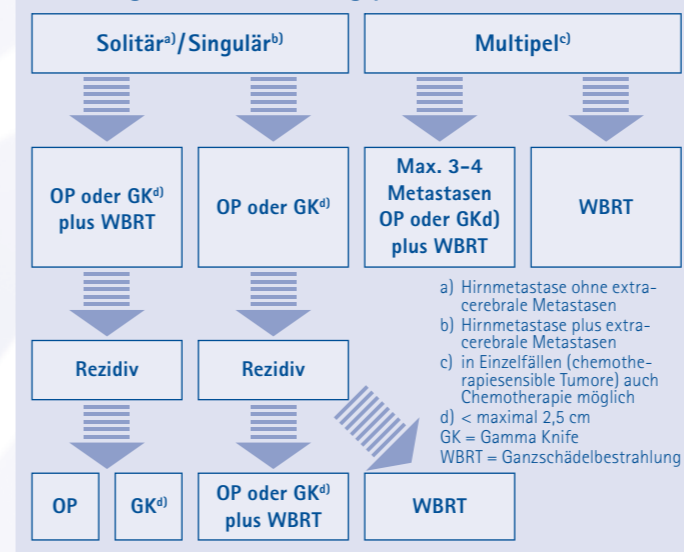 Solitär a)/Singulär b)
Multipel c)
OP oder GK d)
plus WBRT
OP oder GK d)
Max. 3-4
Metastasen
OP oder GKd)
plus WBRT
WBRT
a) Hirnmetastase ohne extra-
cerebrale Metastasen
b) Hirnmetastase plus extra-
cerebrale Metastasen
c) in Einzelfällen (chemothe-
rapiesensible Tumore) auch
Chemotherapie möglich
d) < maximal 2,5 cm
GK = Gamma Knife
WBRT = Ganzschädelbestrahlung
Rezidiv
Rezidiv
OP
GK d)
OP oder GK d)
plus WBRT
WBRT